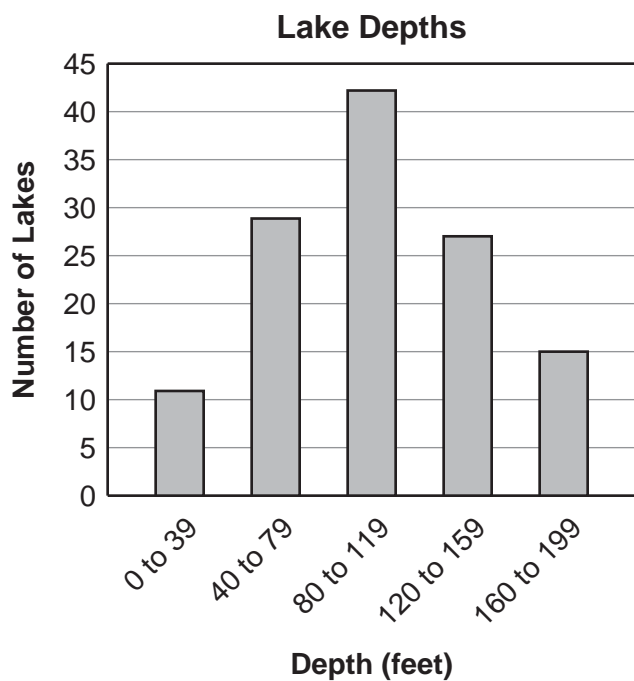 Lake Depths
45
40
35
30
25
20
15
10
5
0
Number of Lakes
0 to 39
40 to 79
80 to 119
120 to 159
160 to 199
Depth (feet)